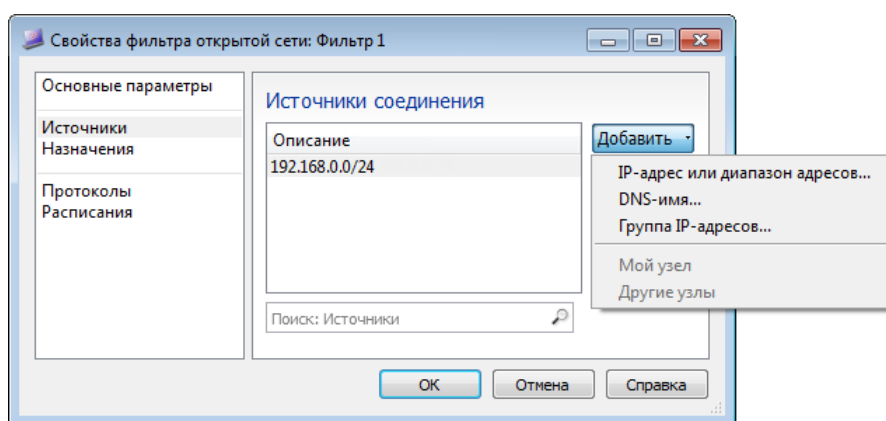 Свойства фильтра открытой сети: Фильтр 1
Основные параметры
Источники
Назначения
Протоколы
Расписания
Источники соединения
Описание
192.168.0.0/24
Поиск: Источники
Добавить
IP-адрес или диапазон адресов...
DNS-имя...
Группа IP-адресов...
Мой узел
Другие узлы
OK
Отмена
Справка